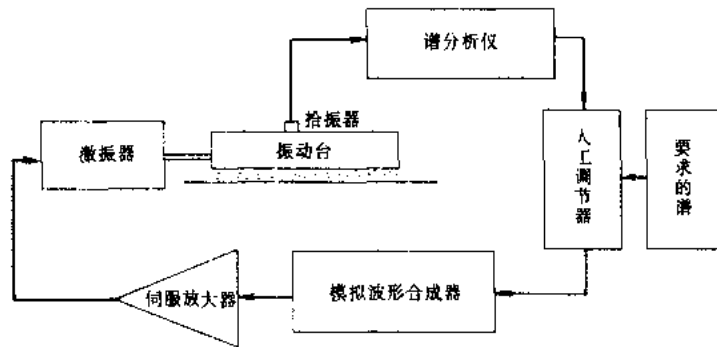 谱分析仪
拾振器
激振器
振动台
人工调节器
要求的谱
伺服放大器
模拟波形合成器